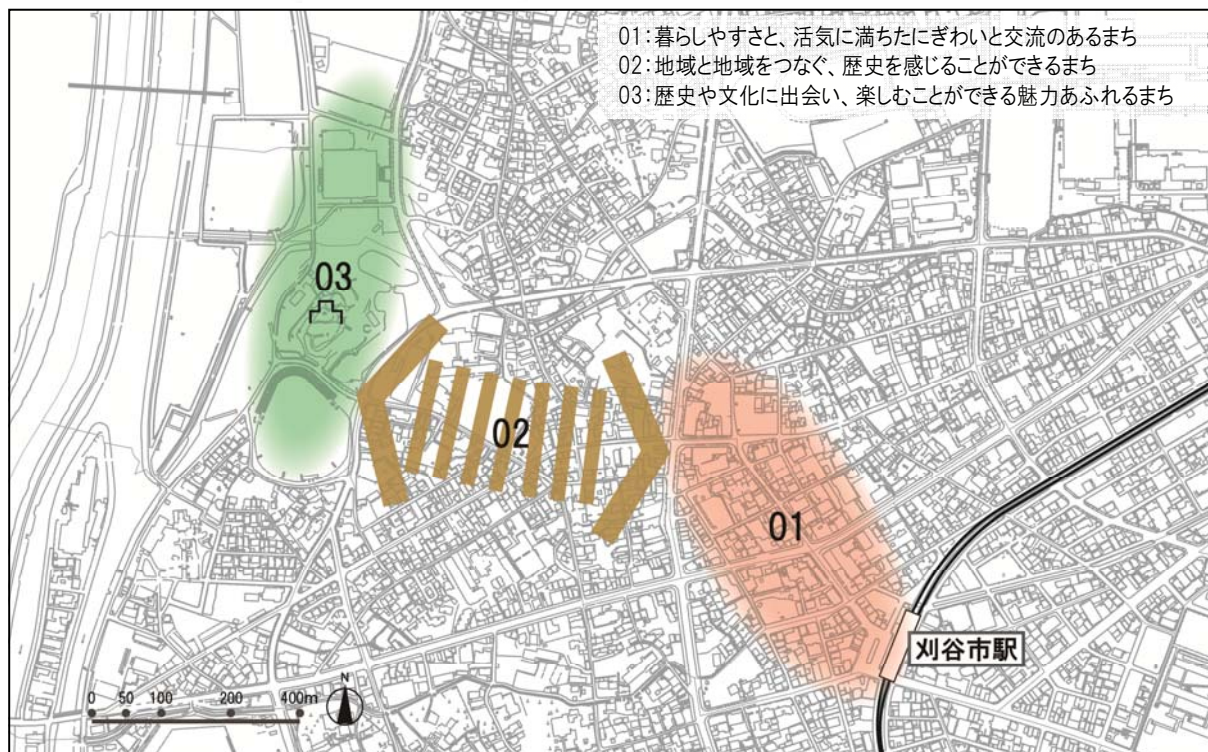 01:暮らしやすさと、活気に満ちたにぎわいと交流のあるまち
02:地域と地域をつなぐ、歴史を感じることができるまち
03:歴史や文化に出会い、楽しむことができる魅力あふれるまち
03
02
01
刈谷市駅
0 50 100 200 400m
N